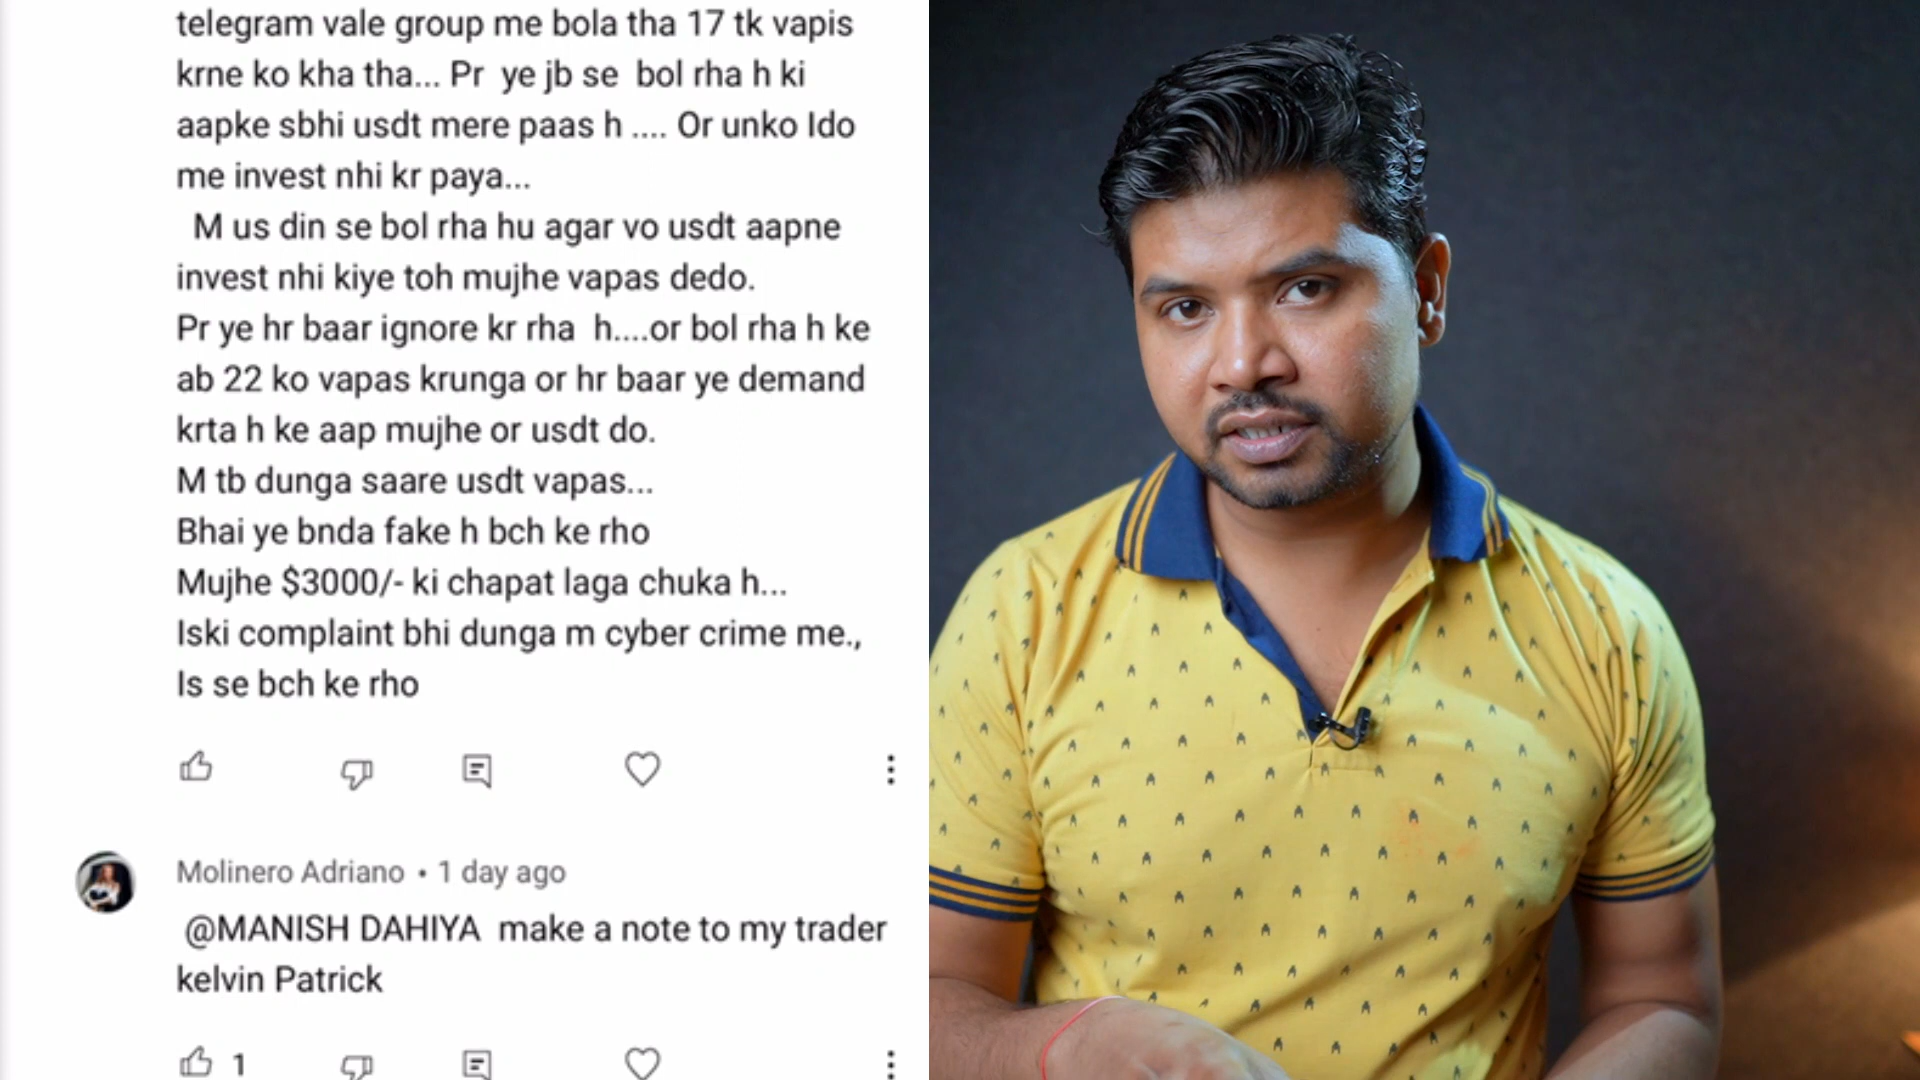 telegram vale group me bola tha 17 tk vapis
krne ko kha tha... Pr ye jb se bol rha h ki
aapke sbhi usdt mere paas h .... Or unko Ido
me invest nhi kr paya...
M us din se bol rha hu agar vo usdt aapne
invest nhi kiye toh mujhe vapas dedo.
Pr ye hr baar ignore kr rha h....or bol rha h ke
ab 22 ko vapas krunga or hr baar ye demand
krta h ke aap mujhe or usdt do.
M tb dunga saare usdt vapas...
Bhai ye bnda fake h bch ke rho
Mujhe $3000/- ki chapat laga chuka h...
Iski complaint bhi dunga m cyber crime me.,
Is se bch ke rho
Molinero Adriano • 1 day ago
@MANISH DAHIYA make a note to my trader
kelvin Patrick
1